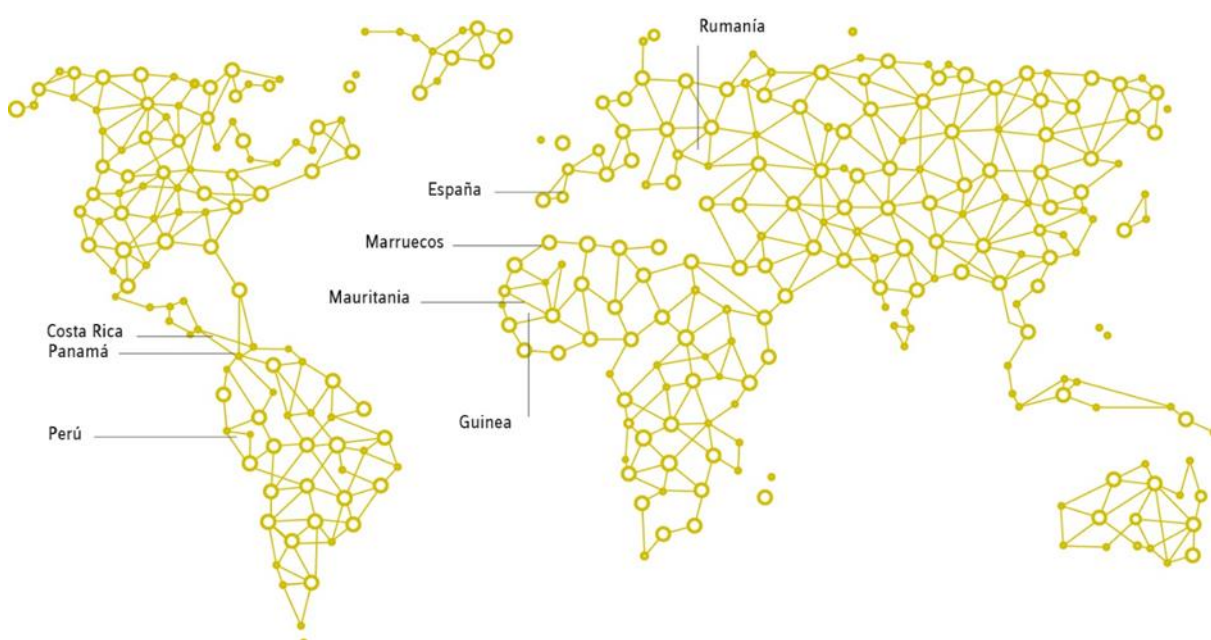 Rumanía
España
Marruecos
Mauritania
Costa Rica
Panamá
Guinea
Perú